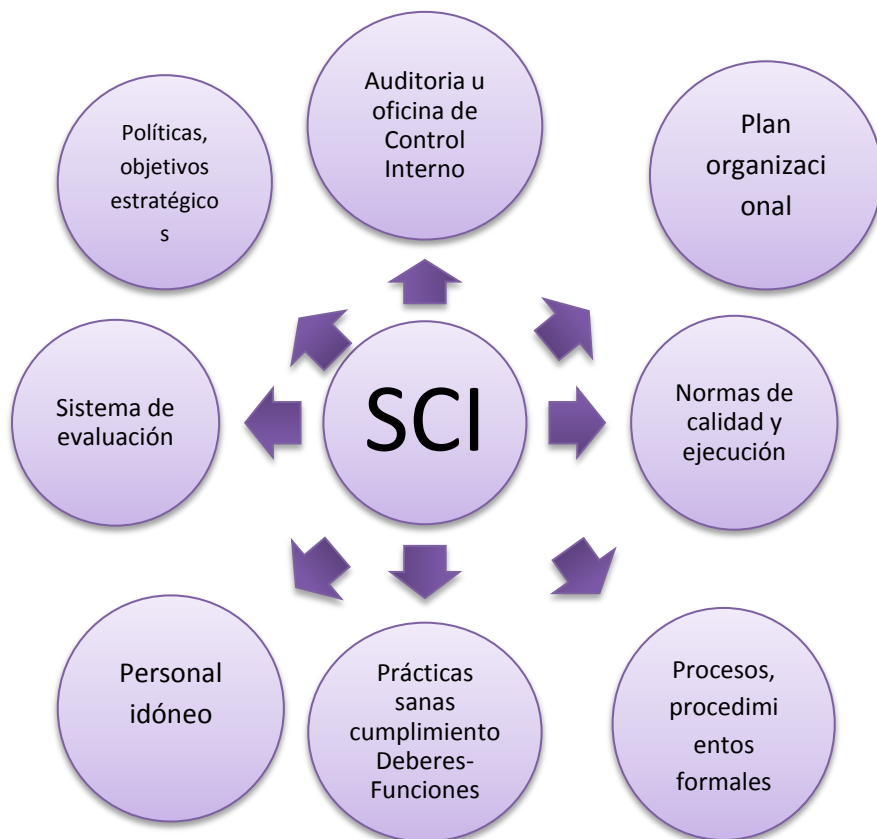 Auditoria u
oficina de
Control
Interno
Políticas,
objetivos
estratégico
s
Plan
organizaci
onal
Sistema de
evaluación
SCI
Normas de
calidad y
ejecución
Personal
idóneo
Prácticas
sanas
cumplimiento
Deberes-
Funciones
Procesos,
procedimi
entos
formales